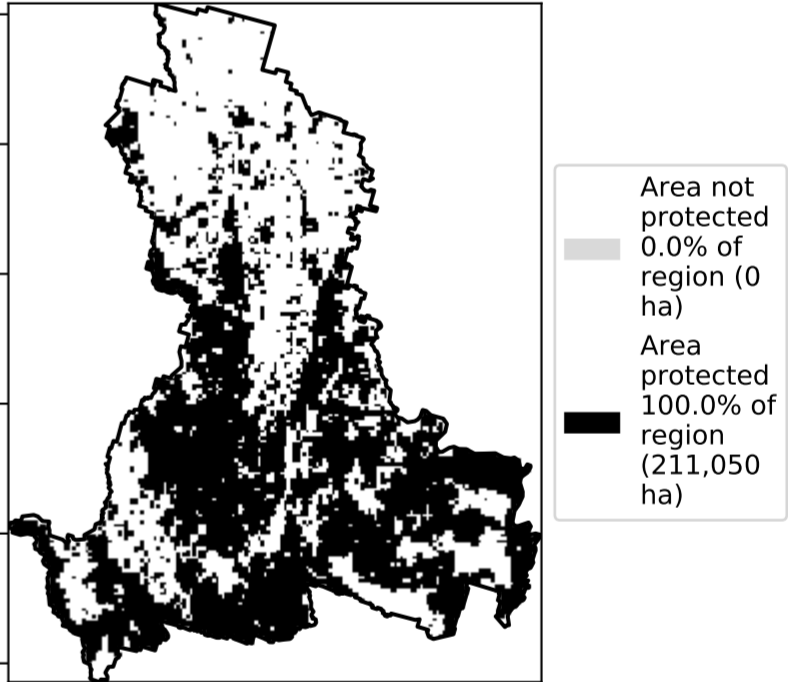 Area not
protected
0.0% of
region (0
ha)
Area
protected
100.0% of
region
(211,050
ha)